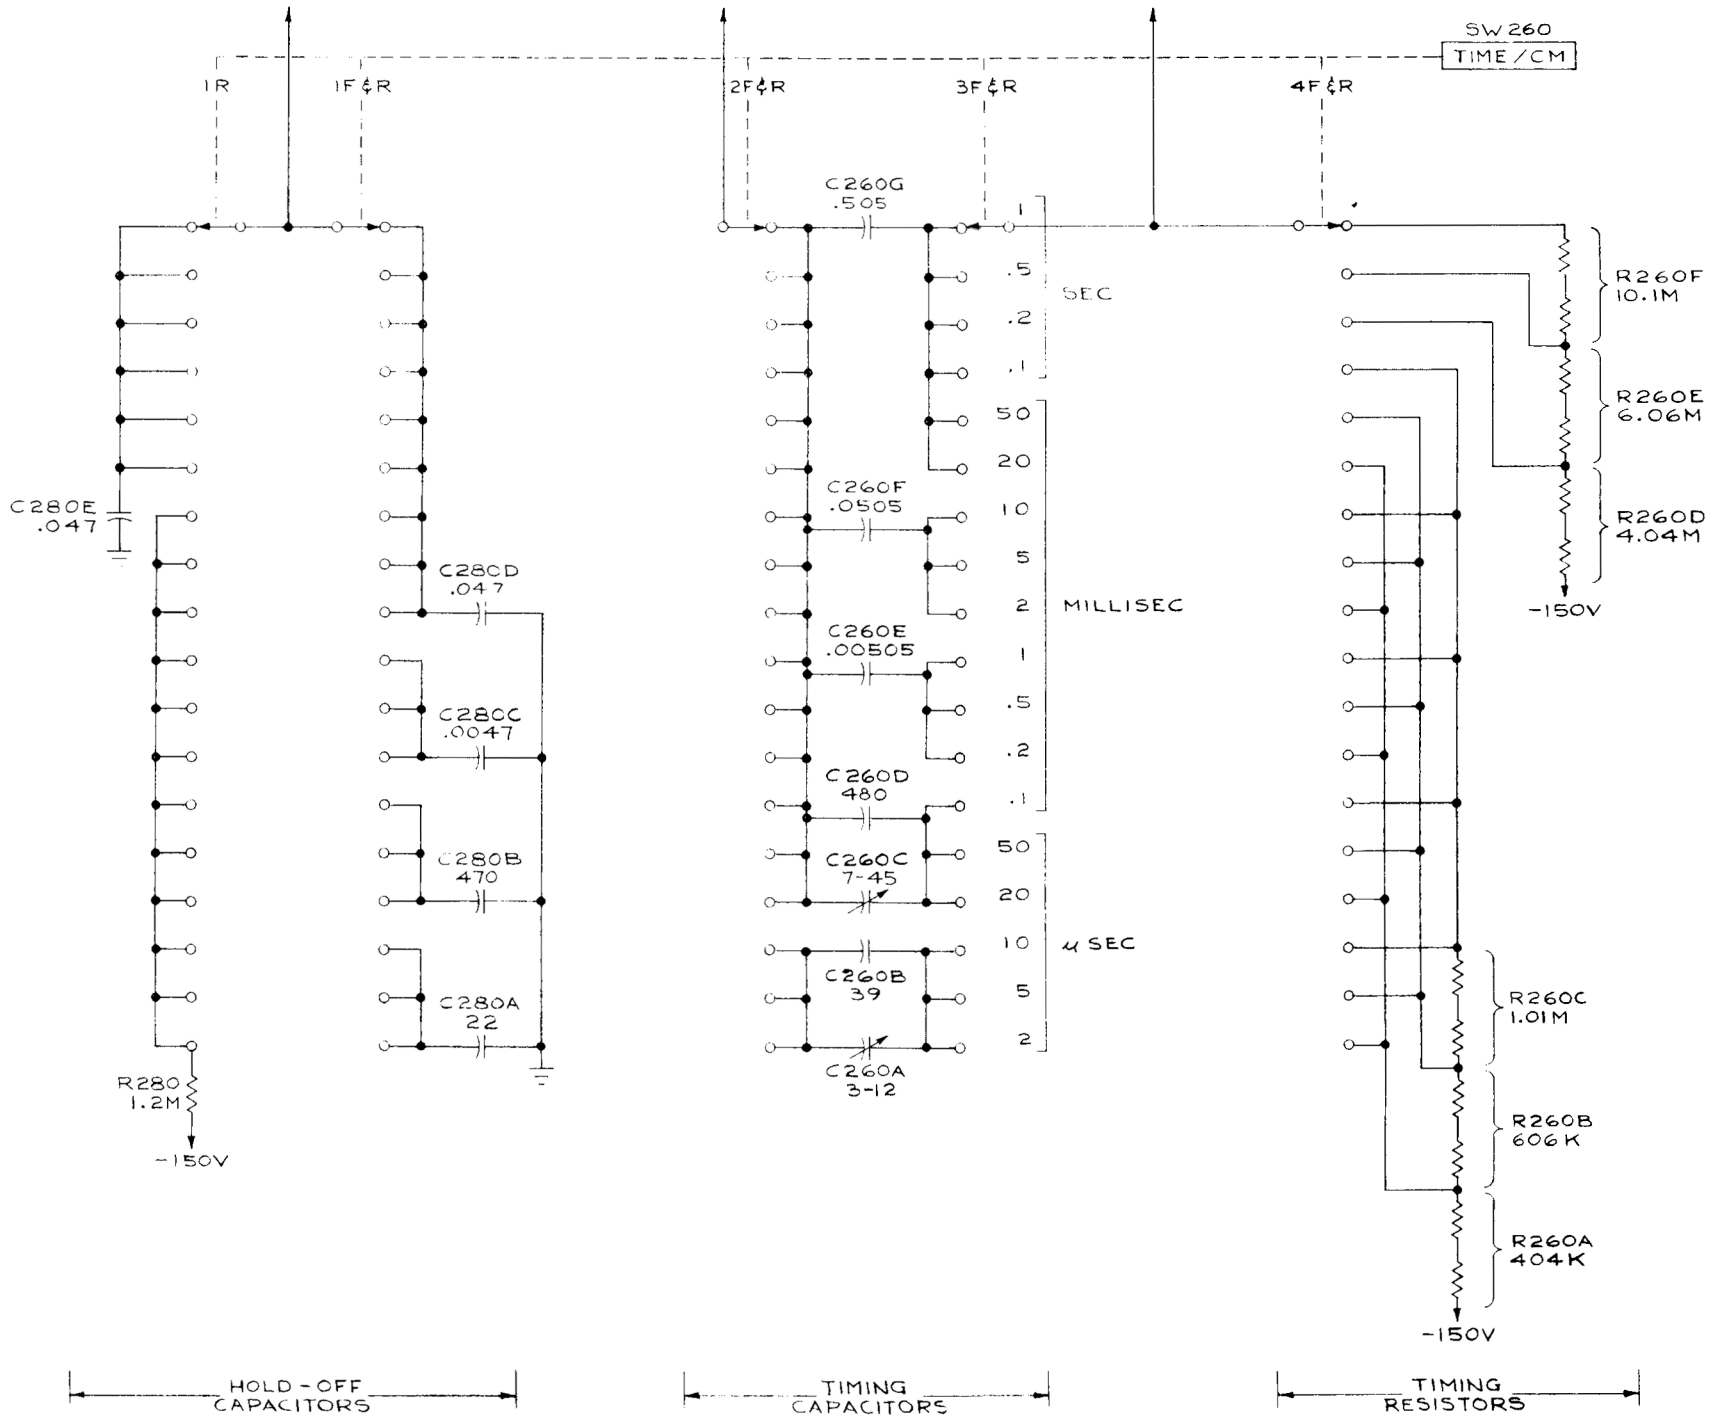 SW260
TIME/CM
1R
1F&R
2F&R
3F&R
4F&R
C260G
.505
1
.5
.2
.1
SEC
50
20
10
5
2
1
.5
.2
.1
MILLISEC
50
20
10
5
2
µ SEC
C280E
.047
C280D
.047
C280C
.0047
C280B
470
C280A
22
R280
1.2M
-150V
C260F
.0505
C260E
.00505
C260D
480
C260C
7-45
C260B
39
C260A
3-12
R260F
10.1M
R260E
6.06M
R260D
4.04M
-150V
R260C
1.01M
R260B
606K
R260A
404K
-150V
HOLD-OFF
CAPACITORS
TIMING
CAPACITORS
TIMING
RESISTORS